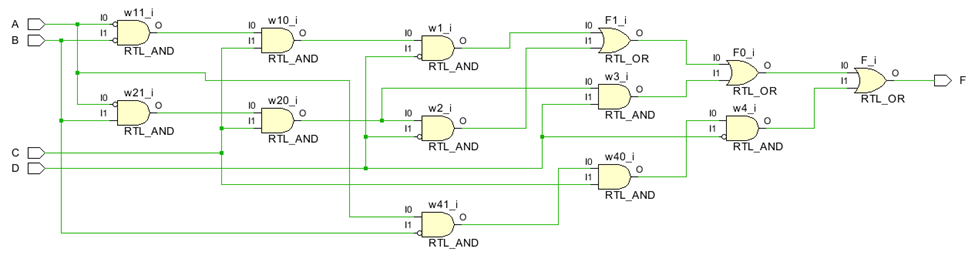 A
B
C
D
w11_i
I0
I1
O
RTL_AND
w21_i
I0
I1
O
RTL_AND
w10_i
I0
I1
O
RTL_AND
w20_i
I0
I1
O
RTL_AND
w1_i
I0
I1
O
RTL_AND
w2_i
I0
I1
O
RTL_AND
w41_i
I0
I1
O
RTL_AND
F1_i
I0
I1
O
RTL_OR
w3_i
I0
I1
O
RTL_AND
w40_i
I0
I1
O
RTL_AND
F0_i
I0
I1
O
RTL_OR
w4_i
I0
I1
O
RTL_AND
F_i
I0
I1
O
RTL_OR
F